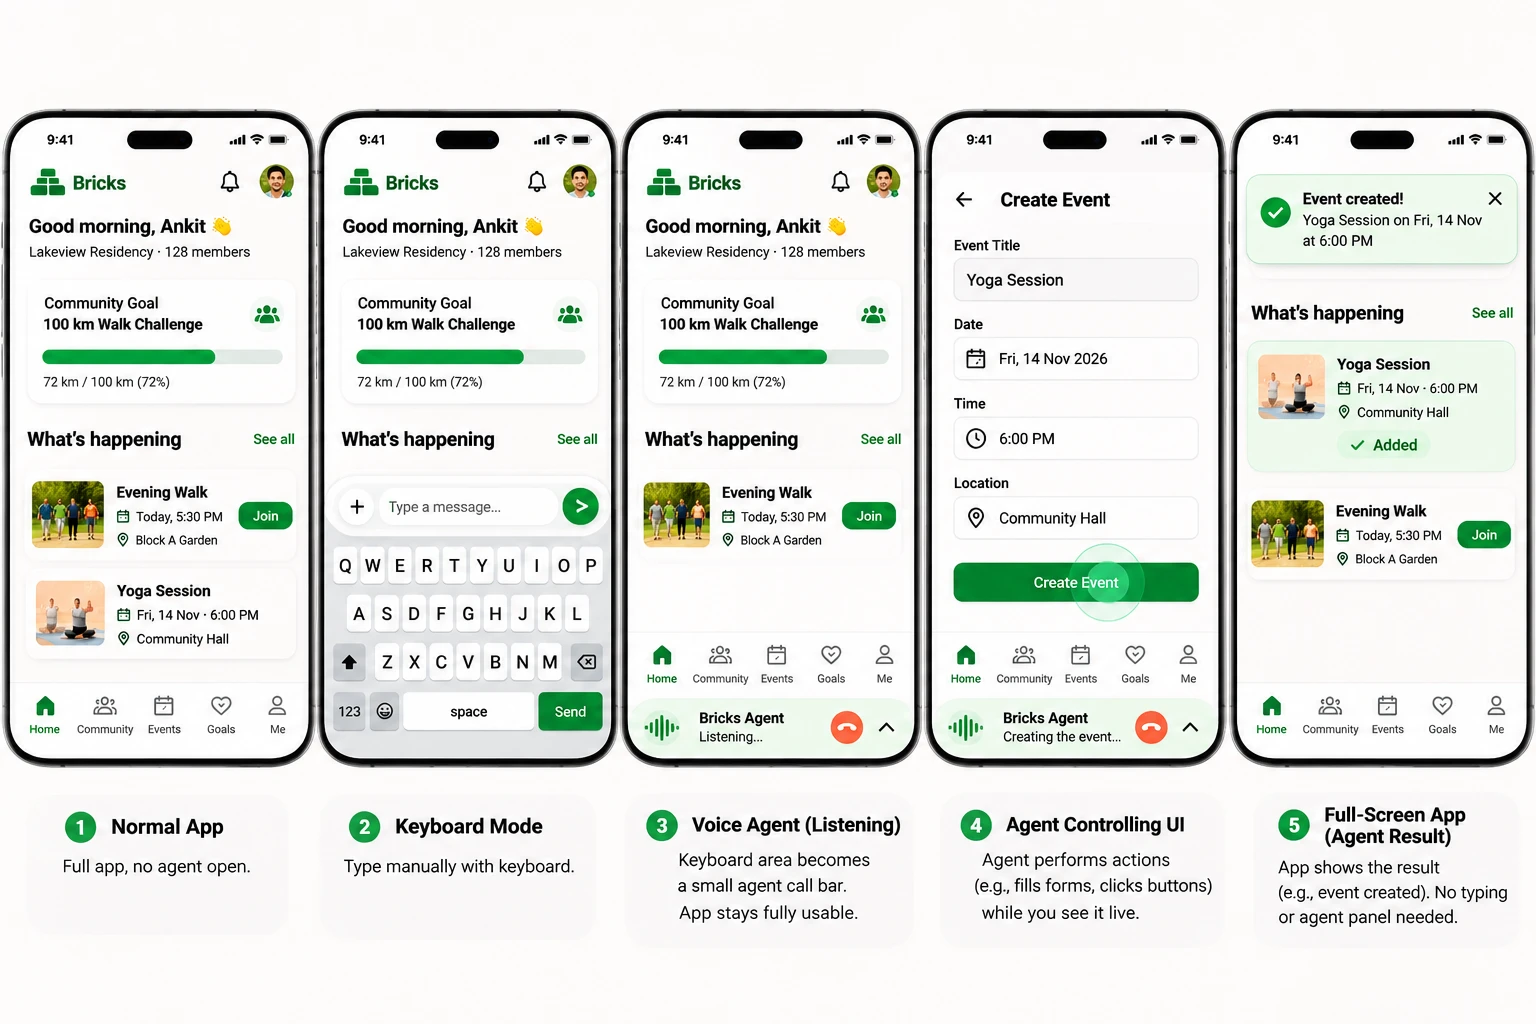 9:41
Bricks
Good morning, Ankit 👏
Lakeview Residency · 128 members
Community Goal
100 km Walk Challenge
72 km / 100 km (72%)
What's happening
See all
Evening Walk
Today, 5:30 PM
Block A Garden
Join
Yoga Session
Fri, 14 Nov · 6:00 PM
Community Hall
Home
Community
Events
Goals
Me
1
Normal App
Full app, no agent open.
9:41
Bricks
Good morning, Ankit 👏
Lakeview Residency · 128 members
Community Goal
100 km Walk Challenge
72 km / 100 km (72%)
What's happening
See all
Type a message...
Q W E R T Y U I O P
A S D F G H J K L
Z X C V B N M
123
space
Send
2
Keyboard Mode
Type manually with keyboard.
9:41
Bricks
Good morning, Ankit 👏
Lakeview Residency · 128 members
Community Goal
100 km Walk Challenge
72 km / 100 km (72%)
What's happening
See all
Evening Walk
Today, 5:30 PM
Block A Garden
Join
Home
Community
Events
Goals
Me
Bricks Agent
Listening...
3
Voice Agent (Listening)
Keyboard area becomes
a small agent call bar.
App stays fully usable.
9:41
Create Event
Event Title
Yoga Session
Date
Fri, 14 Nov 2026
Time
6:00 PM
Location
Community Hall
Create Event
Home
Community
Events
Goals
Me
Bricks Agent
Creating the event...
4
Agent Controlling UI
Agent performs actions
(e.g., fills forms, clicks buttons)
while you see it live.
9:41
Event created!
Yoga Session on Fri, 14 Nov
at 6:00 PM
What's happening
See all
Yoga Session
Fri, 14 Nov · 6:00 PM
Community Hall
Added
Evening Walk
Today, 5:30 PM
Block A Garden
Join
Home
Community
Events
Goals
Me
5
Full-Screen App
(Agent Result)
App shows the result
(e.g., event created). No typing
or agent panel needed.